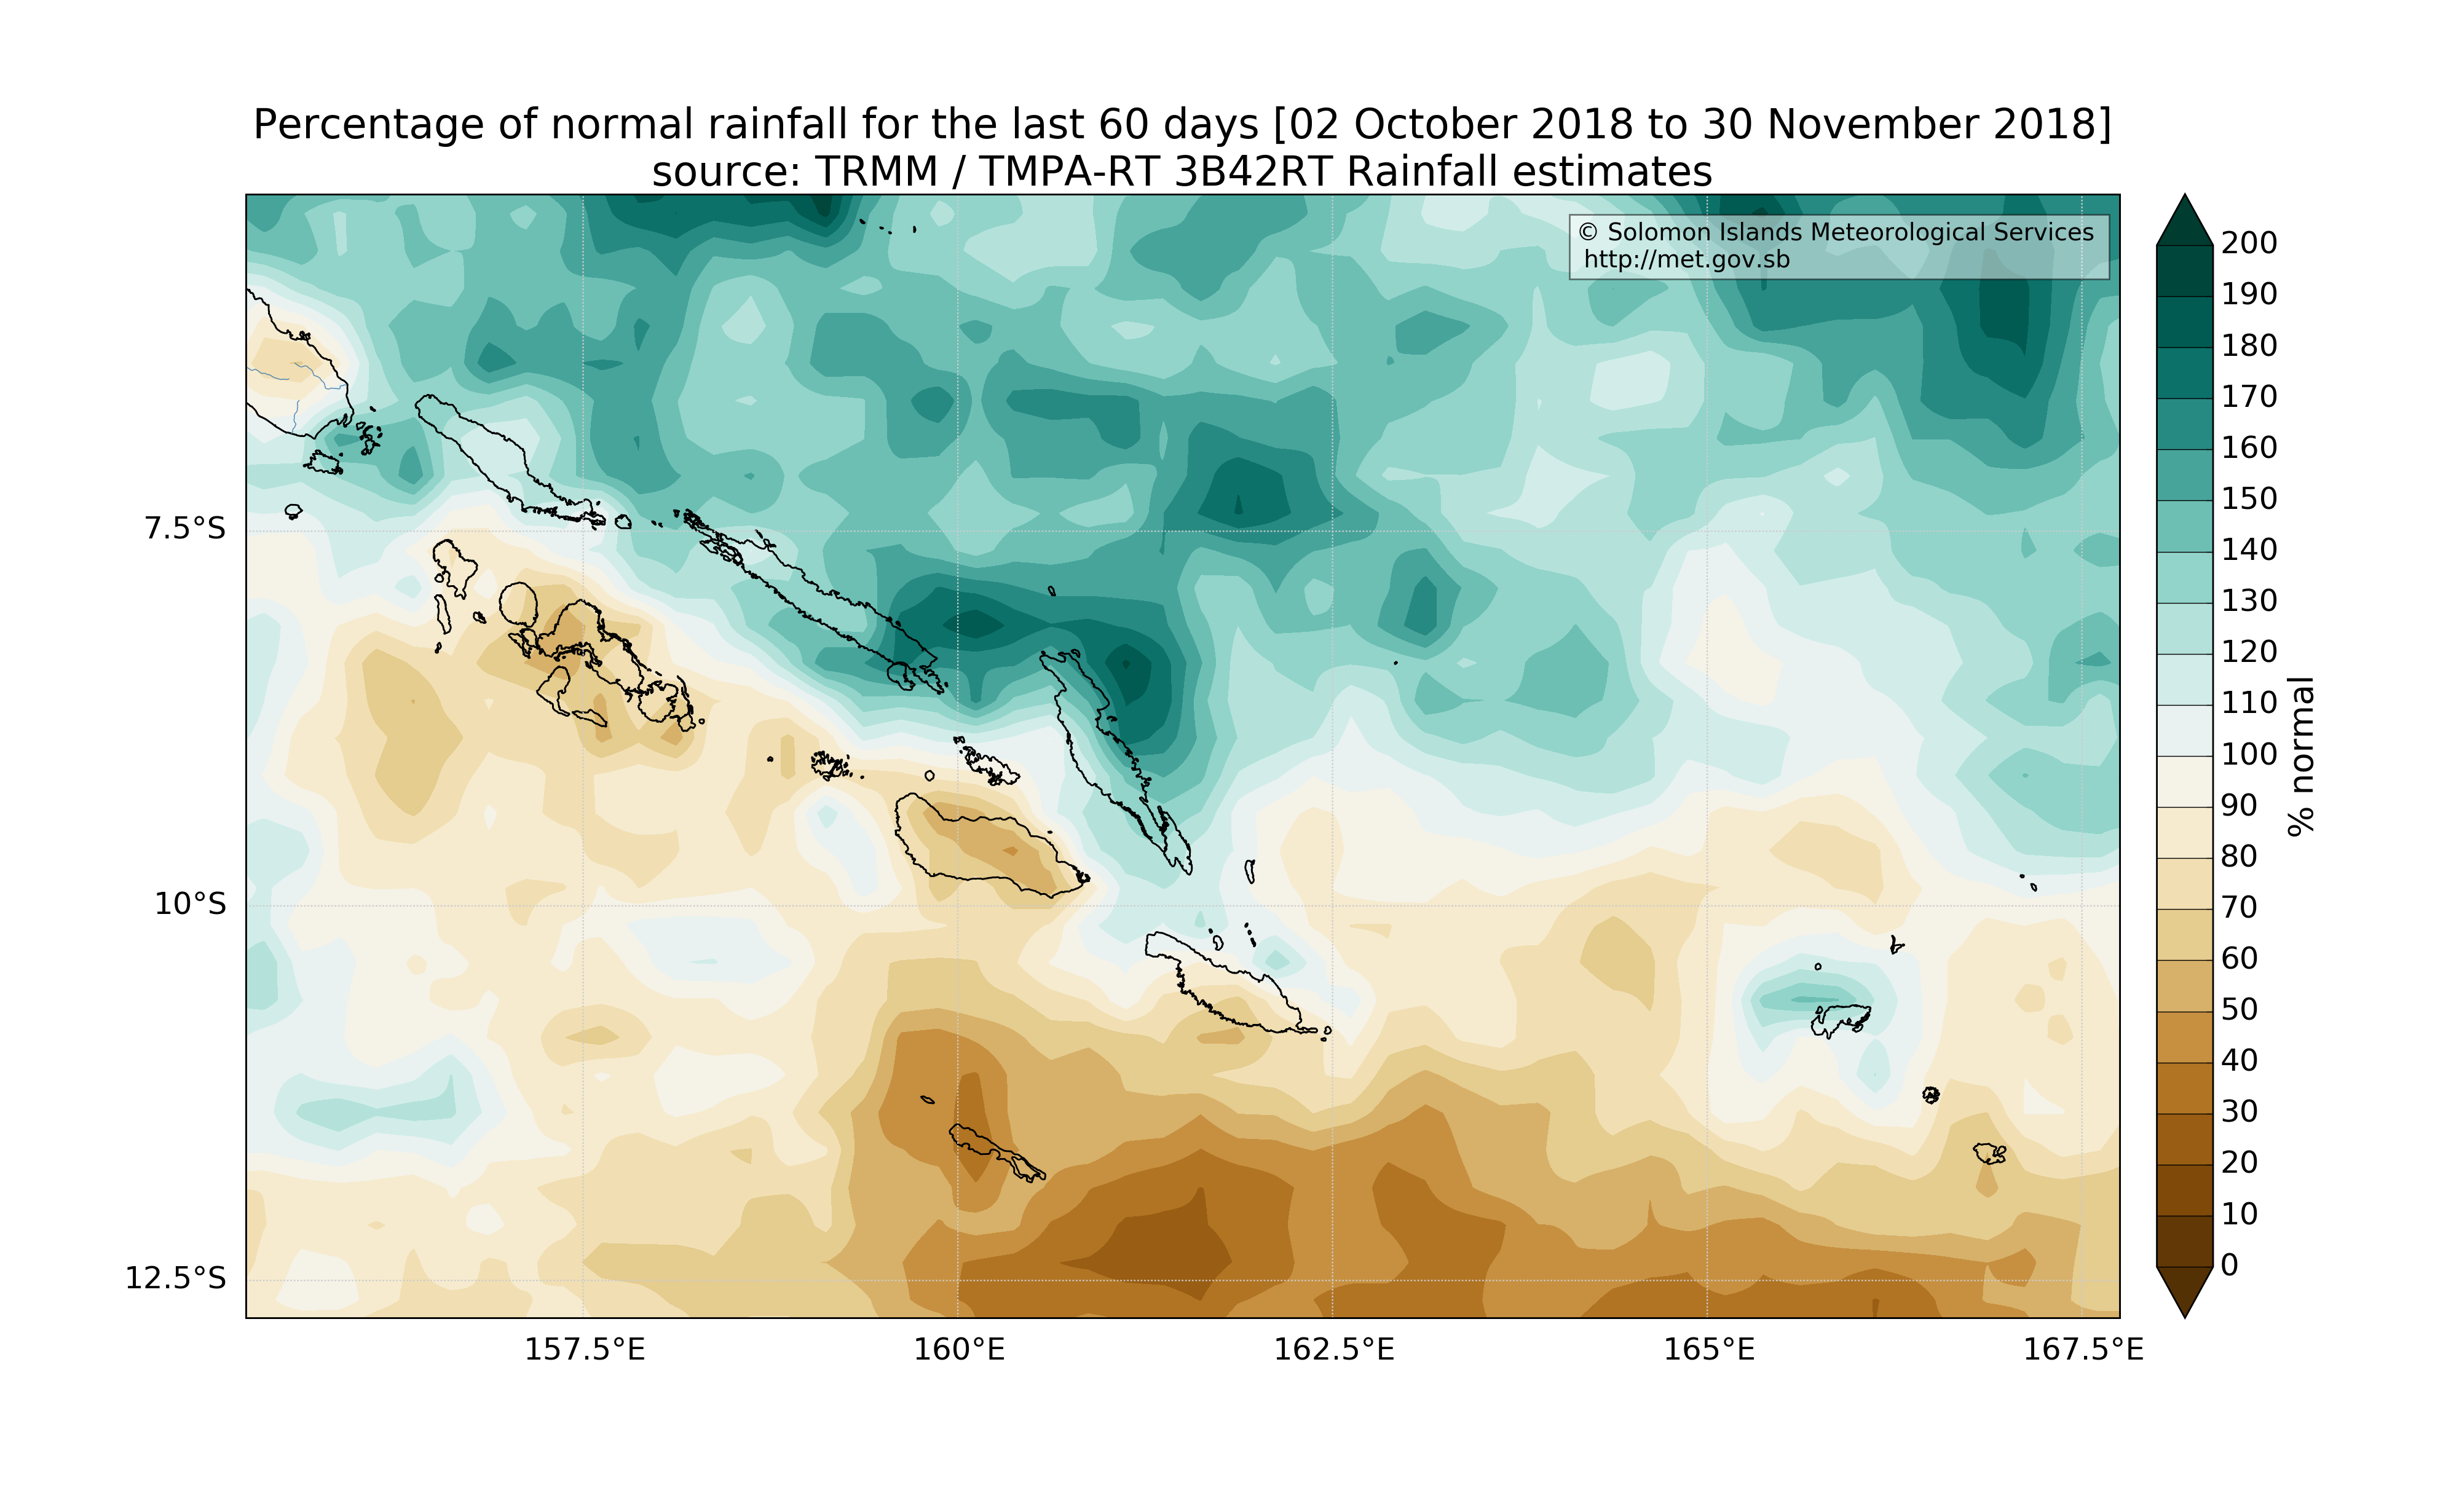 Percentage of normal rainfall for the last 60 days [02 October 2018 to 30 November 2018]
source: TRMM / TMPA-RT 3B42RT Rainfall estimates
© Solomon Islands Meteorological Services
http://met.gov.sb
7.5°S
10°S
12.5°S
157.5°E
160°E
162.5°E
165°E
167.5°E
200
190
180
170
160
150
140
130
120
110
100
90
80
70
60
50
40
30
20
10
0
% normal